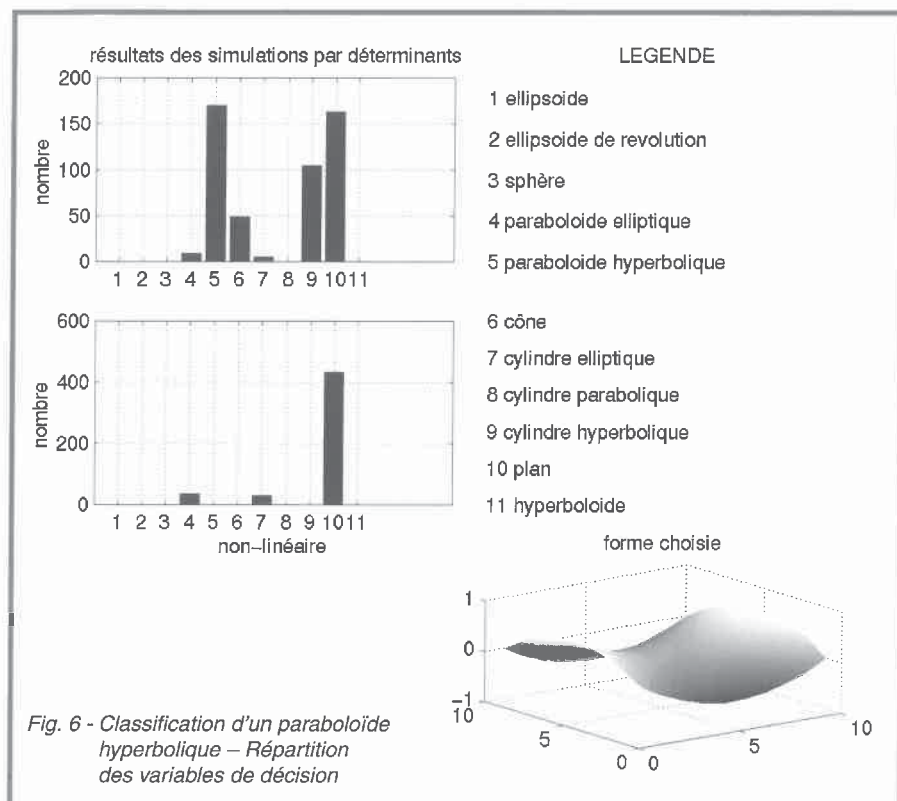 résultats des simulations par déterminants
200
150
100
50
0
nombre
1 2 3 4 5 6 7 8 9 1011
600
400
200
0
nombre
1 2 3 4 5 6 7 8 9 1011
non-linéaire
LEGENDE
1 ellipsoide
2 ellipsoide de revolution
3 sphère
4 paraboloide elliptique
5 paraboloide hyperbolique
6 cône
7 cylindre elliptique
8 cylindre parabolique
9 cylindre hyperbolique
10 plan
11 hyperboloide
forme choisie
1
0
-1
10
5
0
0
5
10
Fig. 6 - Classification d'un paraboloïde
hyperbolique – Répartition
des variables de décision